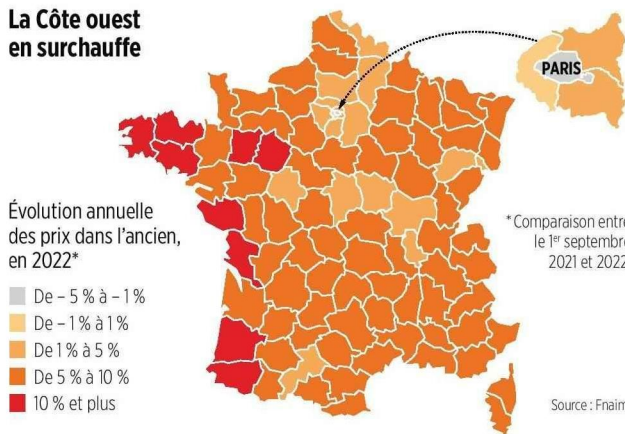 La Côte ouest
en surchauffe
PARIS
Évolution annuelle
des prix dans l'ancien,
en 2022*
De – 5 % à – 1 %
De – 1 % à 1 %
De 1 % à 5 %
De 5 % à 10 %
10 % et plus
* Comparaison entre
le 1er septembre
2021 et 2022
Source : Fnaim